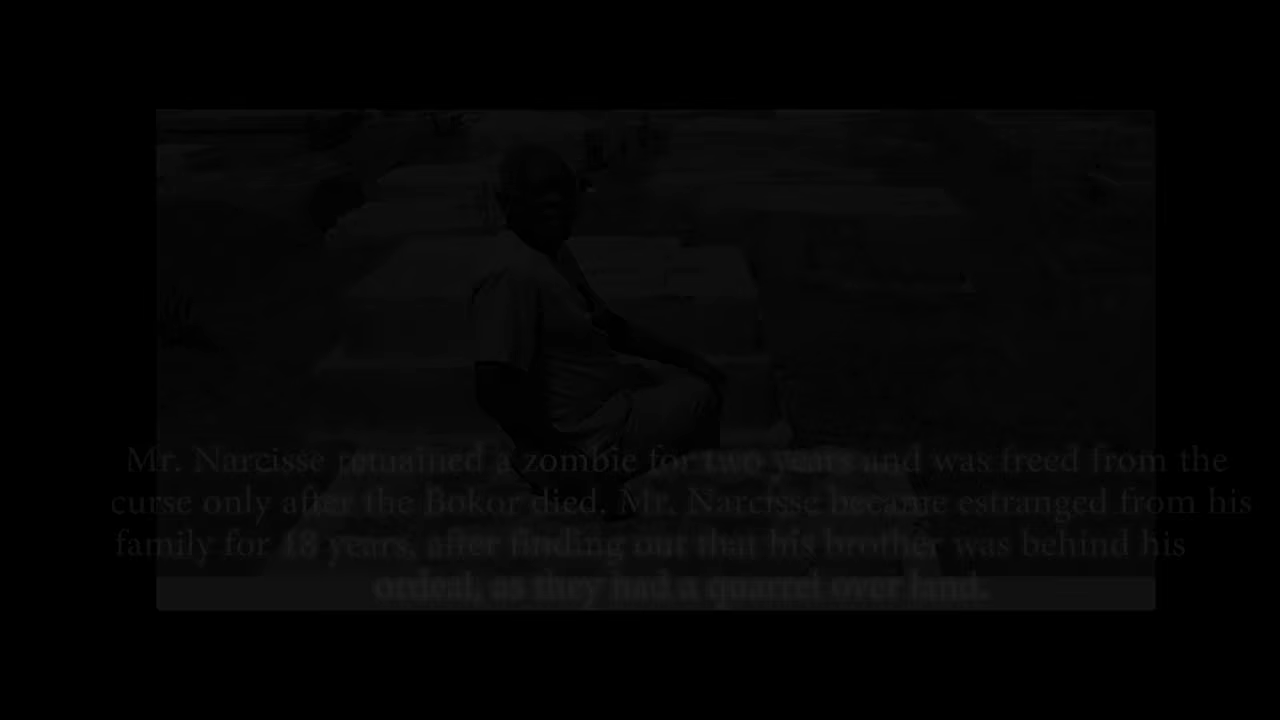 Mr. Narcisse remained a zombie for two years and was freed from the
curse only after the Bokor died. Mr. Narcisse became estranged from his
family for 18 years, after finding out that his brother was behind his
ordeal, as they had a quarrel over land.